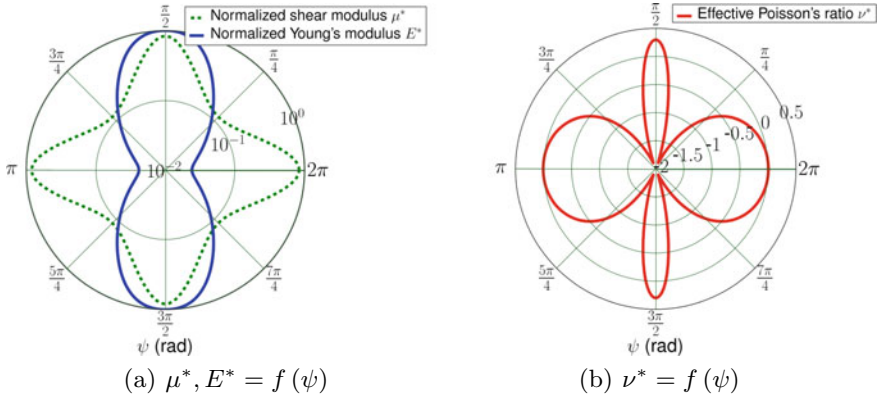 Normalized shear modulus μ*
Normalized Young's modulus E*
π/2
3π/4
π/4
10^0
10^-1
10^-2
π
2π
5π/4
7π/4
3π/2
ψ (rad)
(a) μ*, E* = f (ψ)
Effective Poisson's ratio ν*
π/2
3π/4
π/4
0.5
0
-0.5
-1
-1.5
-2
π
2π
5π/4
7π/4
3π/2
ψ (rad)
(b) ν* = f (ψ)